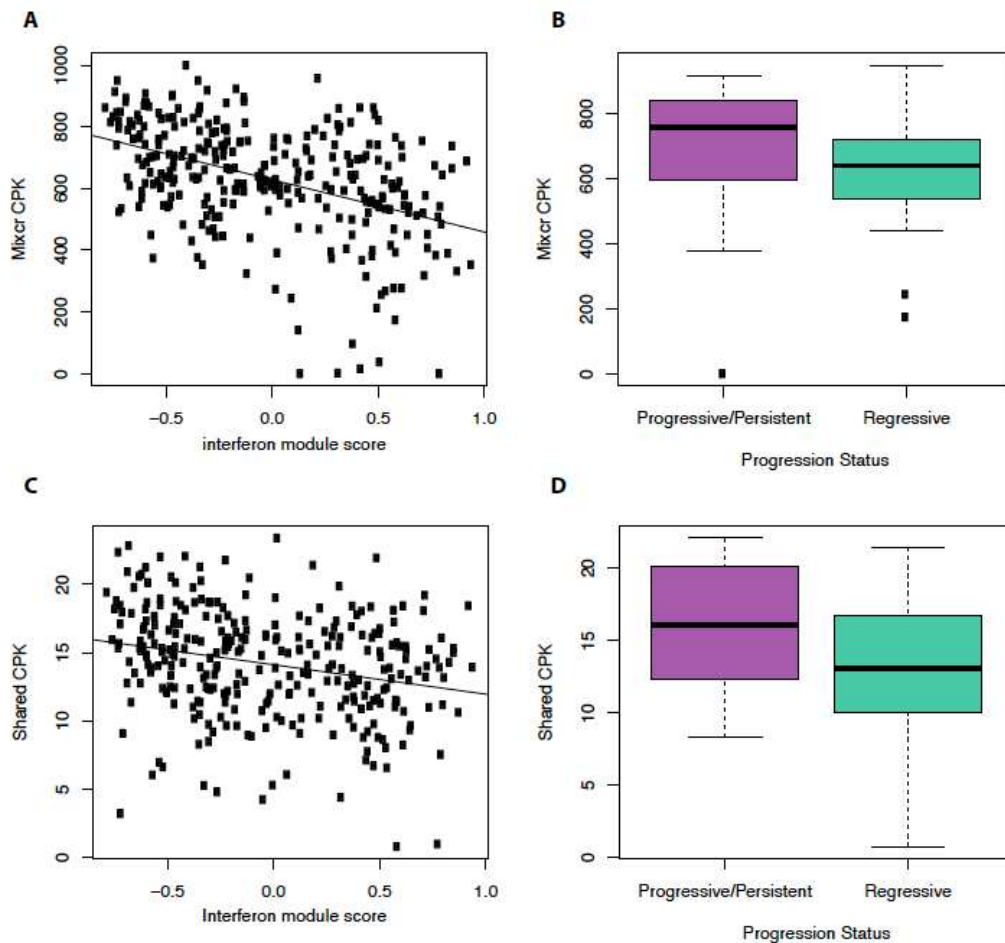 A
Mixcr CPK
1000
800
600
400
200
0
−0.5 0.0 0.5 1.0
interferon module score
B
Mixcr CPK
800
600
400
200
0
Progressive/Persistent Regressive
Progression Status
C
Shared CPK
20
15
10
5
0
−0.5 0.0 0.5 1.0
Interferon module score
D
Shared CPK
20
15
10
5
0
Progressive/Persistent Regressive
Progression Status